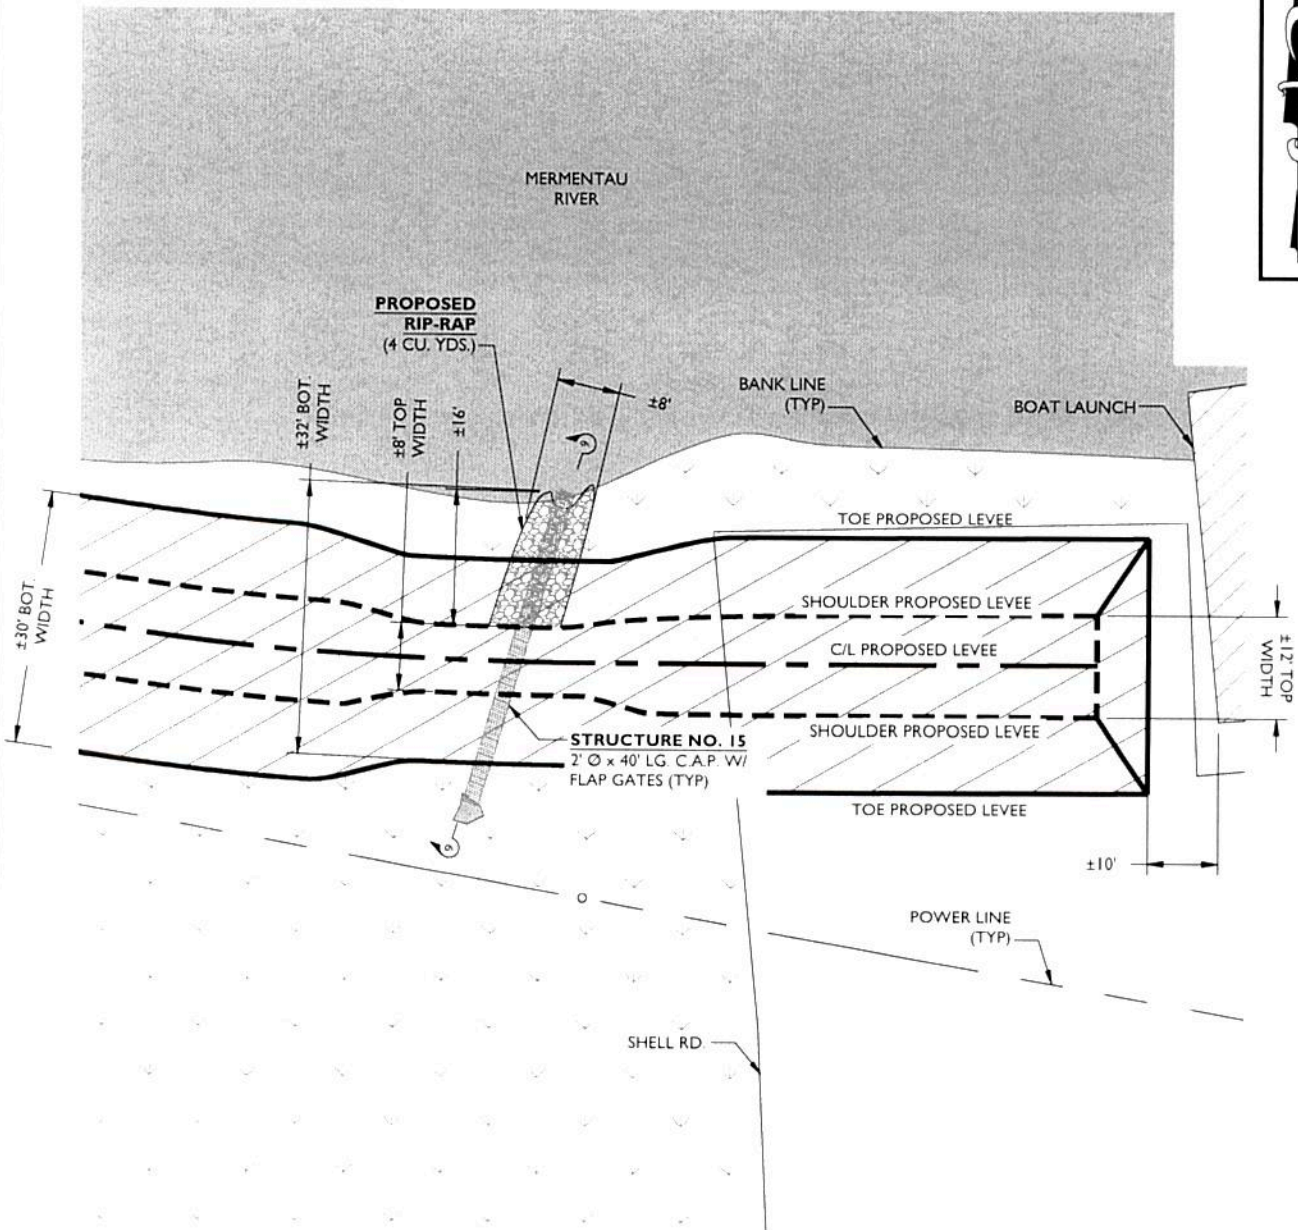 MERMENTAU
RIVER
PROPOSED
RIP-RAP
(4 CU. YDS.)
±32' BOT.
WIDTH
±8' TOP
WIDTH
±16'
±8'
BANK LINE
(TYP)
BOAT LAUNCH
6
TOE PROPOSED LEVEE
±30' BOT.
WIDTH
SHOULDER PROPOSED LEVEE
C/L PROPOSED LEVEE
±12' TOP
WIDTH
SHOULDER PROPOSED LEVEE
STRUCTURE NO. 15
2' Ø x 40' LG. C.A.P. W/
FLAP GATES (TYP)
TOE PROPOSED LEVEE
6
±10'
POWER LINE
(TYP)
SHELL RD.